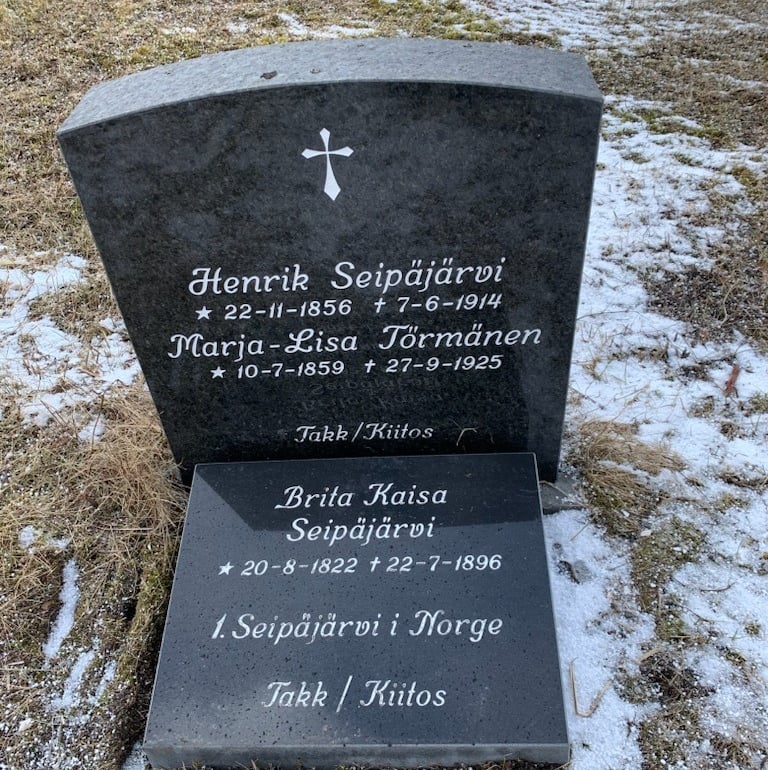 Henrik Seipäjärvi
★ 22-11-1856 † 7-6-1914
Marja-Lisa Törmänen
★ 10-7-1859 † 27-9-1925
Takk/Kiitos
Brita Kaisa
Seipäjärvi
★ 20-8-1822 † 22-7-1896
1. Seipäjärvi i Norge
Takk / Kiitos